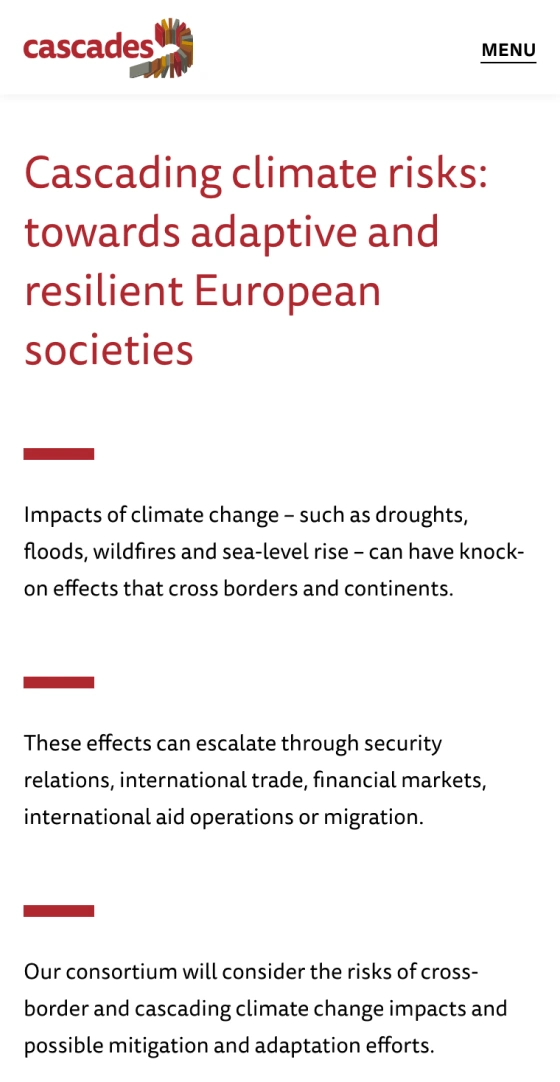 cascades
MENU
Cascading climate risks:
towards adaptive and
resilient European
societies
Impacts of climate change – such as droughts,
floods, wildfires and sea-level rise – can have knock-
on effects that cross borders and continents.
These effects can escalate through security
relations, international trade, financial markets,
international aid operations or migration.
Our consortium will consider the risks of cross-
border and cascading climate change impacts and
possible mitigation and adaptation efforts.